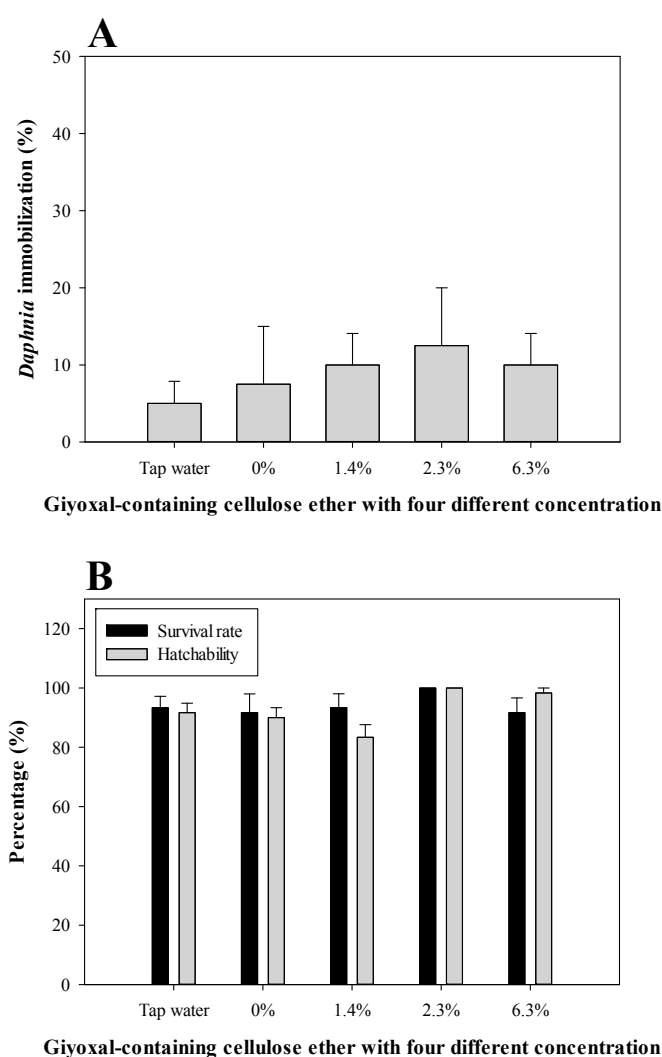 A
50
40
30
20
10
0
Daphnia immobilization (%)
Tap water 0% 1.4% 2.3% 6.3%
Giyoxal-containing cellulose ether with four different concentration
B
Survival rate
Hatchability
120
100
80
60
40
20
0
Percentage (%)
Tap water 0% 1.4% 2.3% 6.3%
Giyoxal-containing cellulose ether with four different concentration